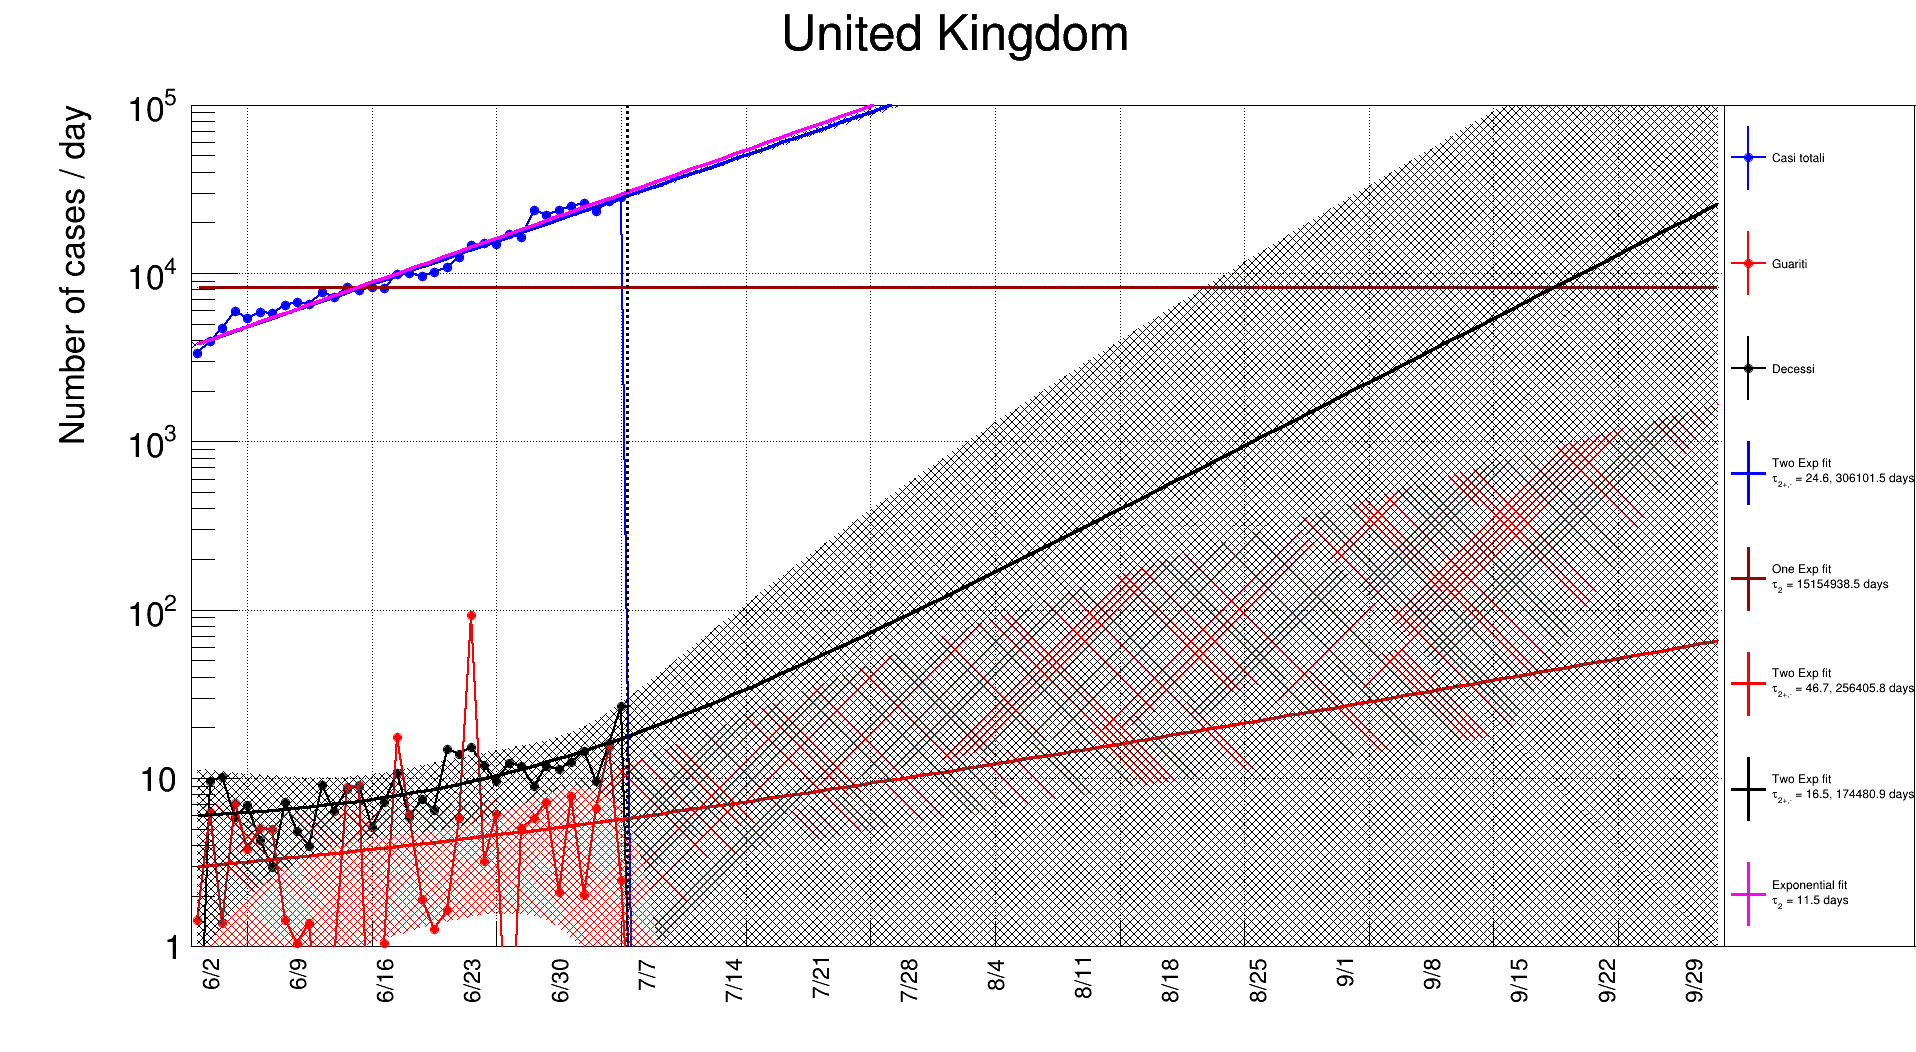 United Kingdom
Number of cases / day
10^5
10^4
10^3
10^2
10
1
6/2 6/9 6/16 6/23 6/30 7/7 7/14 7/21 7/28 8/4 8/11 8/18 8/25 9/1 9/8 9/15 9/22 9/29
Casi totali
Guariti
Decessi
Two Exp fit
τ2+,- = 24.6, 306101.5 days
One Exp fit
τ2 = 15154938.5 days
Two Exp fit
τ2+,- = 46.7, 256405.8 days
Two Exp fit
τ2+,- = 16.5, 174480.9 days
Exponential fit
τ2 = 11.5 days